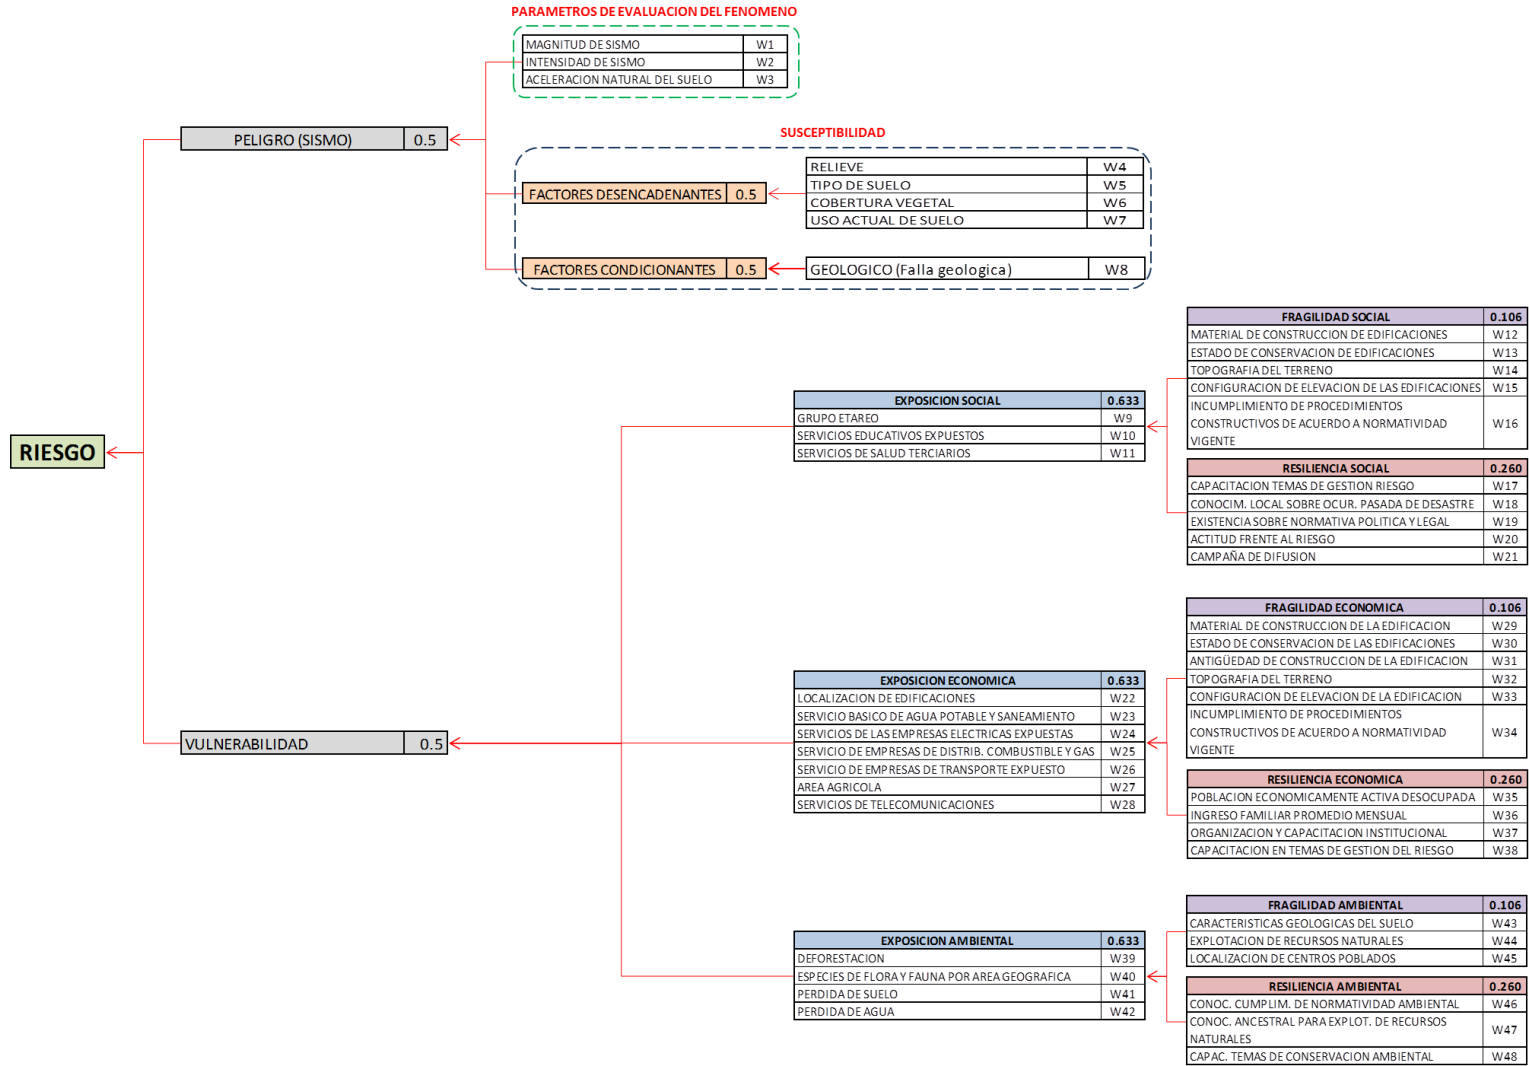 PARAMETROS DE EVALUACION DEL FENOMENO
MAGNITUD DE SISMO W1
INTENSIDAD DE SISMO W2
ACELERACION NATURAL DEL SUELO W3
PELIGRO (SISMO) 0.5
SUSCEPTIBILIDAD
FACTORES DESENCADENANTES 0.5
RELIEVE W4
TIPO DE SUELO W5
COBERTURA VEGETAL W6
USO ACTUAL DE SUELO W7
FACTORES CONDICIONANTES 0.5
GEOLOGICO (Falla geologica) W8
RIESGO
VULNERABILIDAD 0.5
EXPOSICION SOCIAL 0.633
GRUPO ETAREO W9
SERVICIOS EDUCATIVOS EXPUESTOS W10
SERVICIOS DE SALUD TERCIARIOS W11
FRAGILIDAD SOCIAL 0.106
MATERIAL DE CONSTRUCCION DE EDIFICACIONES W12
ESTADO DE CONSERVACION DE EDIFICACIONES W13
TOPOGRAFIA DEL TERRENO W14
CONFIGURACION DE ELEVACION DE LAS EDIFICACIONES W15
INCUMPLIMIENTO DE PROCEDIMIENTOS
CONSTRUCTIVOS DE ACUERDO A NORMATIVIDAD W16
VIGENTE
RESILIENCIA SOCIAL 0.260
CAPACITACION TEMAS DE GESTION RIESGO W17
CONOCIM. LOCAL SOBRE OCUR. PASADA DE DESASTRE W18
EXISTENCIA SOBRE NORMATIVA POLITICA Y LEGAL W19
ACTITUD FRENTE AL RIESGO W20
CAMPAÑA DE DIFUSION W21
EXPOSICION ECONOMICA 0.633
LOCALIZACION DE EDIFICACIONES W22
SERVICIO BASICO DE AGUA POTABLE Y SANEAMIENTO W23
SERVICIOS DE LAS EMPRESAS ELECTRICAS EXPUESTAS W24
SERVICIO DE EMPRESAS DE DISTRIB. COMBUSTIBLE Y GAS W25
SERVICIO DE EMPRESAS DE TRANSPORTE EXPUESTO W26
AREA AGRICOLA W27
SERVICIOS DE TELECOMUNICACIONES W28
FRAGILIDAD ECONOMICA 0.106
MATERIAL DE CONSTRUCCION DE LA EDIFICACION W29
ESTADO DE CONSERVACION DE LAS EDIFICACIONES W30
ANTIGÜEDAD DE CONSTRUCCION DE LA EDIFICACION W31
TOPOGRAFIA DEL TERRENO W32
CONFIGURACION DE ELEVACION DE LA EDIFICACION W33
INCUMPLIMIENTO DE PROCEDIMIENTOS
CONSTRUCTIVOS DE ACUERDO A NORMATIVIDAD W34
VIGENTE
RESILIENCIA ECONOMICA 0.260
POBLACION ECONOMICAMENTE ACTIVA DESOCUPADA W35
INGRESO FAMILIAR PROMEDIO MENSUAL W36
ORGANIZACION Y CAPACITACION INSTITUCIONAL W37
CAPACITACION EN TEMAS DE GESTION DEL RIESGO W38
EXPOSICION AMBIENTAL 0.633
DEFORESTACION W39
ESPECIES DE FLORA Y FAUNA POR AREA GEOGRAFICA W40
PERDIDA DE SUELO W41
PERDIDA DE AGUA W42
FRAGILIDAD AMBIENTAL 0.106
CARACTERISTICAS GEOLOGICAS DEL SUELO W43
EXPLOTACION DE RECURSOS NATURALES W44
LOCALIZACION DE CENTROS POBLADOS W45
RESILIENCIA AMBIENTAL 0.260
CONOC. CUMPLIM. DE NORMATIVIDAD AMBIENTAL W46
CONOC. ANCESTRAL PARA EXPLOT. DE RECURSOS W47
NATURALES
CAPAC. TEMAS DE CONSERVACION AMBIENTAL W48